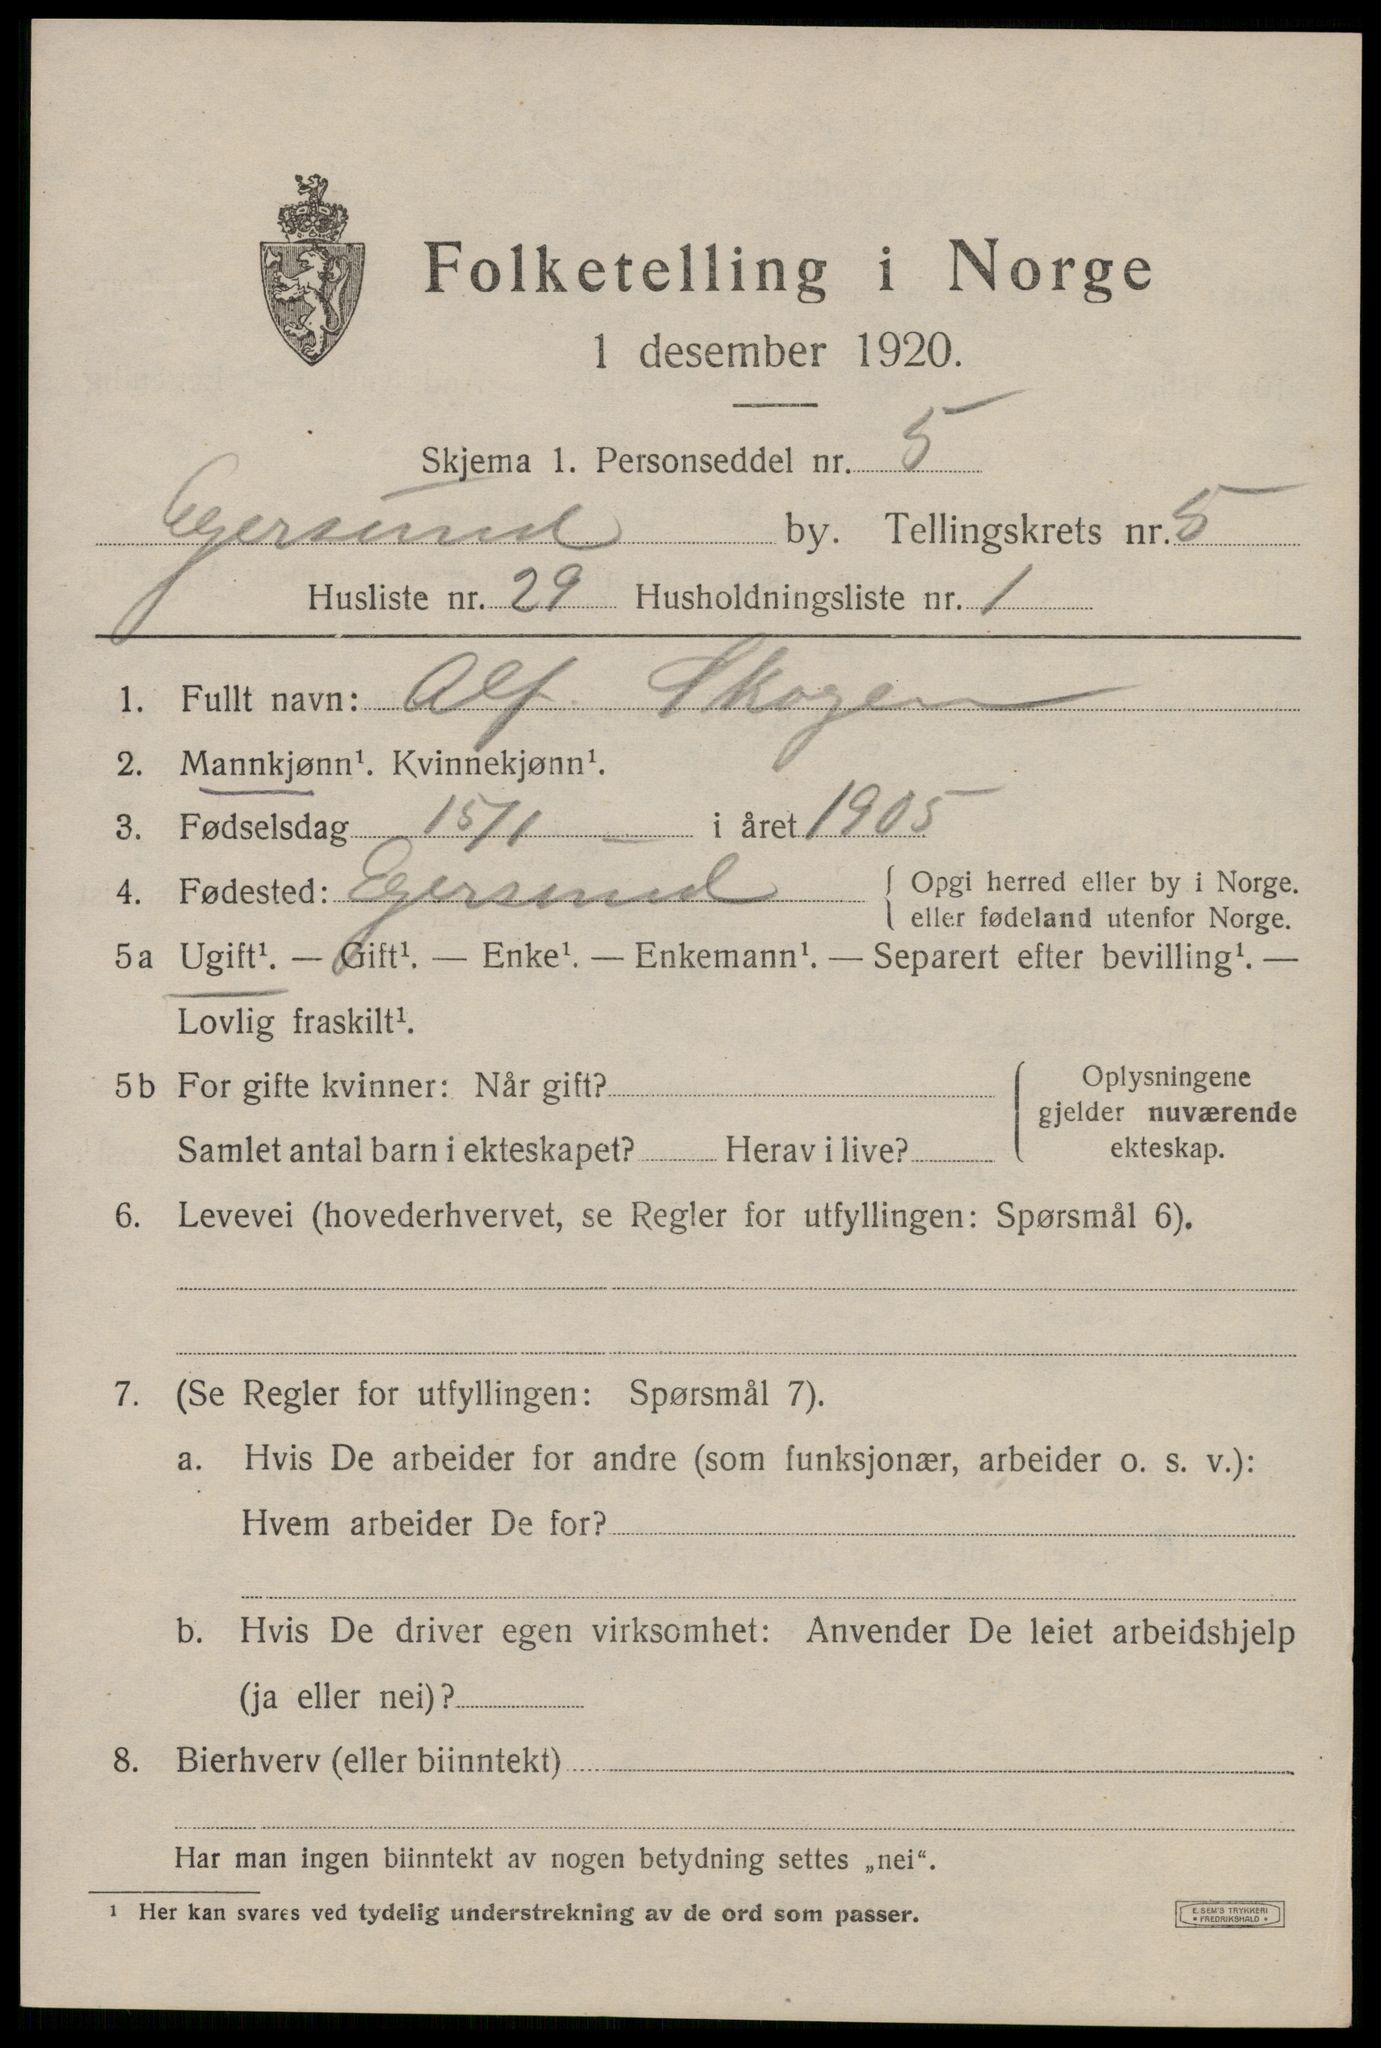 Folketelling i Norge
1 desember 1920.
Skjema 1. Personseddel nr. 5
Egersund by. Tellingskrets nr. 5
Husliste nr. 29 Husholdningsliste nr. 1
1. Fullt navn: Alf Skogen
2. Mannkjønn¹. Kvinnekjønn¹.
3. Fødselsdag 15/1 i året 1905
4. Fødested: Egersund { Opgi herred eller by i Norge.
eller fødeland utenfor Norge.
5a Ugift¹. — Gift¹. — Enke¹. — Enkemann¹. — Separert efter bevilling¹. —
Lovlig fraskilt¹.
5b For gifte kvinner: Når gift?
Samlet antal barn i ekteskapet? Herav i live?
Oplysningene
gjelder nuværende
ekteskap.
6. Levevei (hovederhvervet, se Regler for utfyllingen: Spørsmål 6).
7. (Se Regler for utfyllingen: Spørsmål 7).
a. Hvis De arbeider for andre (som funksjonær, arbeider o. s. v.):
Hvem arbeider De for?
b. Hvis De driver egen virksomhet: Anvender De leiet arbeidshjelp
(ja eller nei)?
8. Bierhverv (eller biinntekt)
Har man ingen biinntekt av nogen betydning settes „nei“.
¹ Her kan svares ved tydelig understrekning av de ord som passer.
E. SEM'S TRYKKERI
• FREDRIKSHALD •